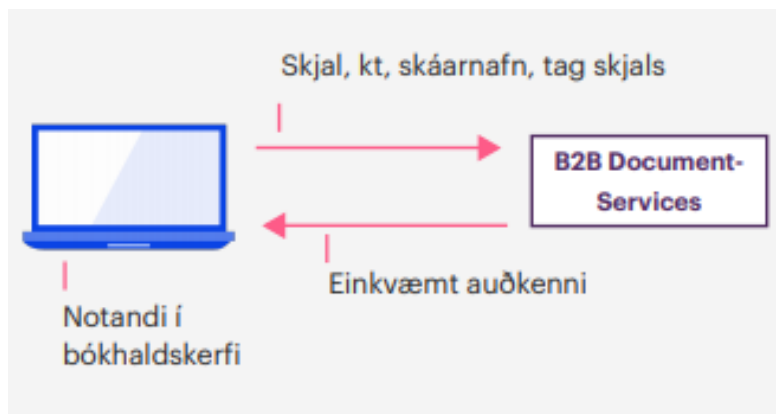 Skjal, kt, skáarnafn, tag skjals
B2B Document-
Services
Einkvæmt auðkenni
Notandi í
bókhaldskerfi